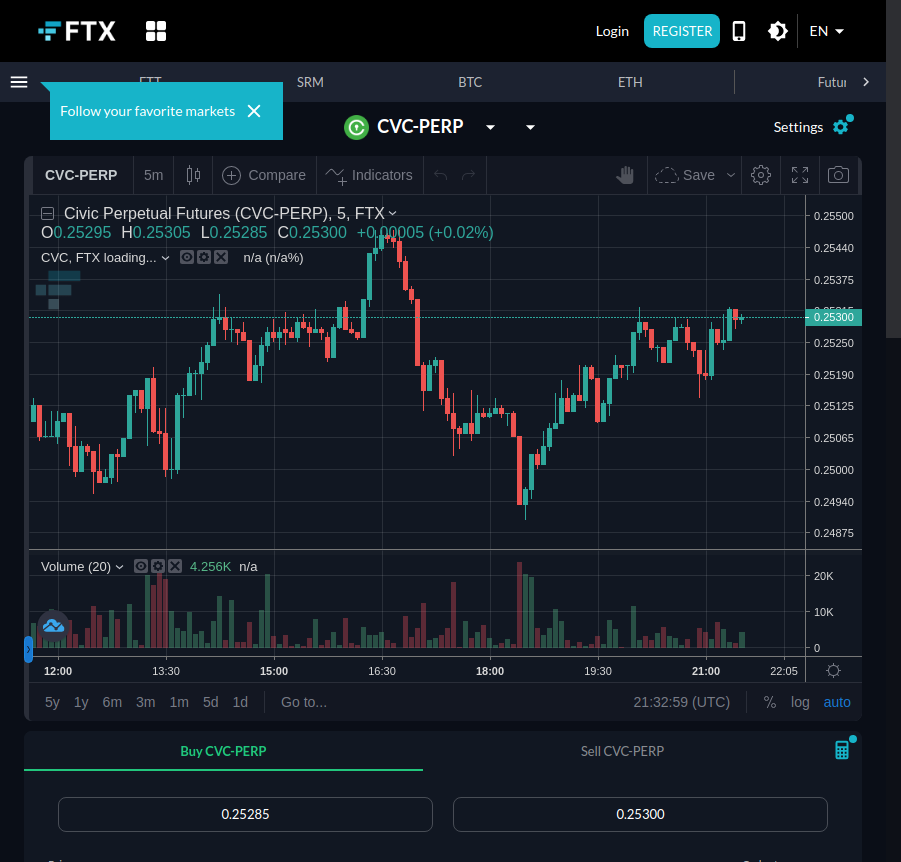 FTX
Login
REGISTER
EN
FTT
SRM
BTC
ETH
Futur
Follow your favorite markets
CVC-PERP
Settings
CVC-PERP
5m
Compare
Indicators
Save
Civic Perpetual Futures (CVC-PERP), 5, FTX
O0.25295 H0.25305 L0.25285 C0.25300 +0.00005 (+0.02%)
CVC, FTX loading...
n/a (n/a%)
0.25500
0.25440
0.25375
0.25300
0.25250
0.25190
0.25125
0.25065
0.25000
0.24940
0.24875
Volume (20)
4.256K n/a
20K
10K
0
12:00 13:30 15:00 16:30 18:00 19:30 21:00 22:05
5y 1y 6m 3m 1m 5d 1d Go to...
21:32:59 (UTC) % log auto
Buy CVC-PERP
Sell CVC-PERP
0.25285
0.25300